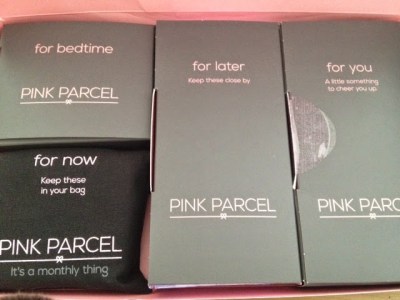 for bedtime
PINK PARCEL
for now
Keep these
in your bag
PINK PARCEL
It's a monthly thing
for later
Keep these close by
PINK PARCEL
for you
A little something
to cheer you up
PINK PARCEL